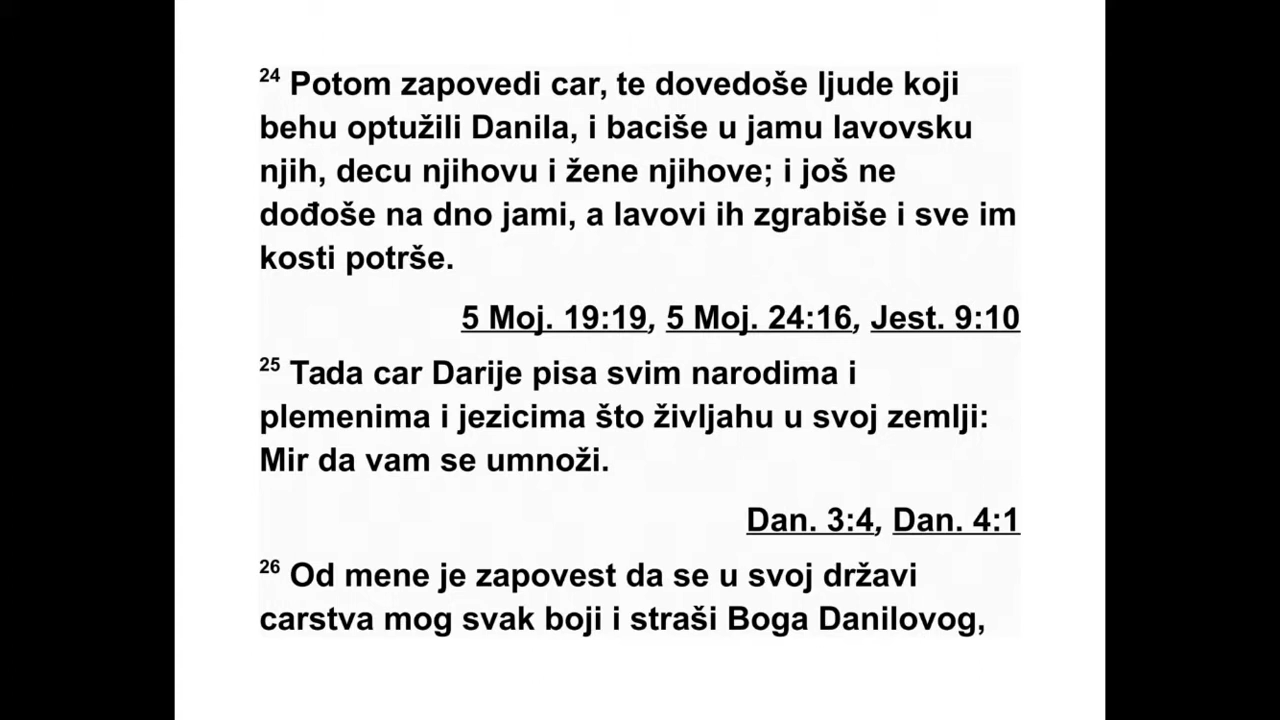 24 Potom zapovedi car, te dovedoše ljude koji
behu optužili Danila, i baciše u jamu lavovsku
njih, decu njihovu i žene njihove; i još ne
dođoše na dno jami, a lavovi ih zgrabiše i sve im
kosti potrše.
5 Moj. 19:19, 5 Moj. 24:16, Jest. 9:10
25 Tada car Darije pisa svim narodima i
plemenima i jezicima što življahu u svoj zemlji:
Mir da vam se umnoži.
Dan. 3:4, Dan. 4:1
26 Od mene je zapovest da se u svoj državi
carstva mog svak boji i straši Boga Danilovog,